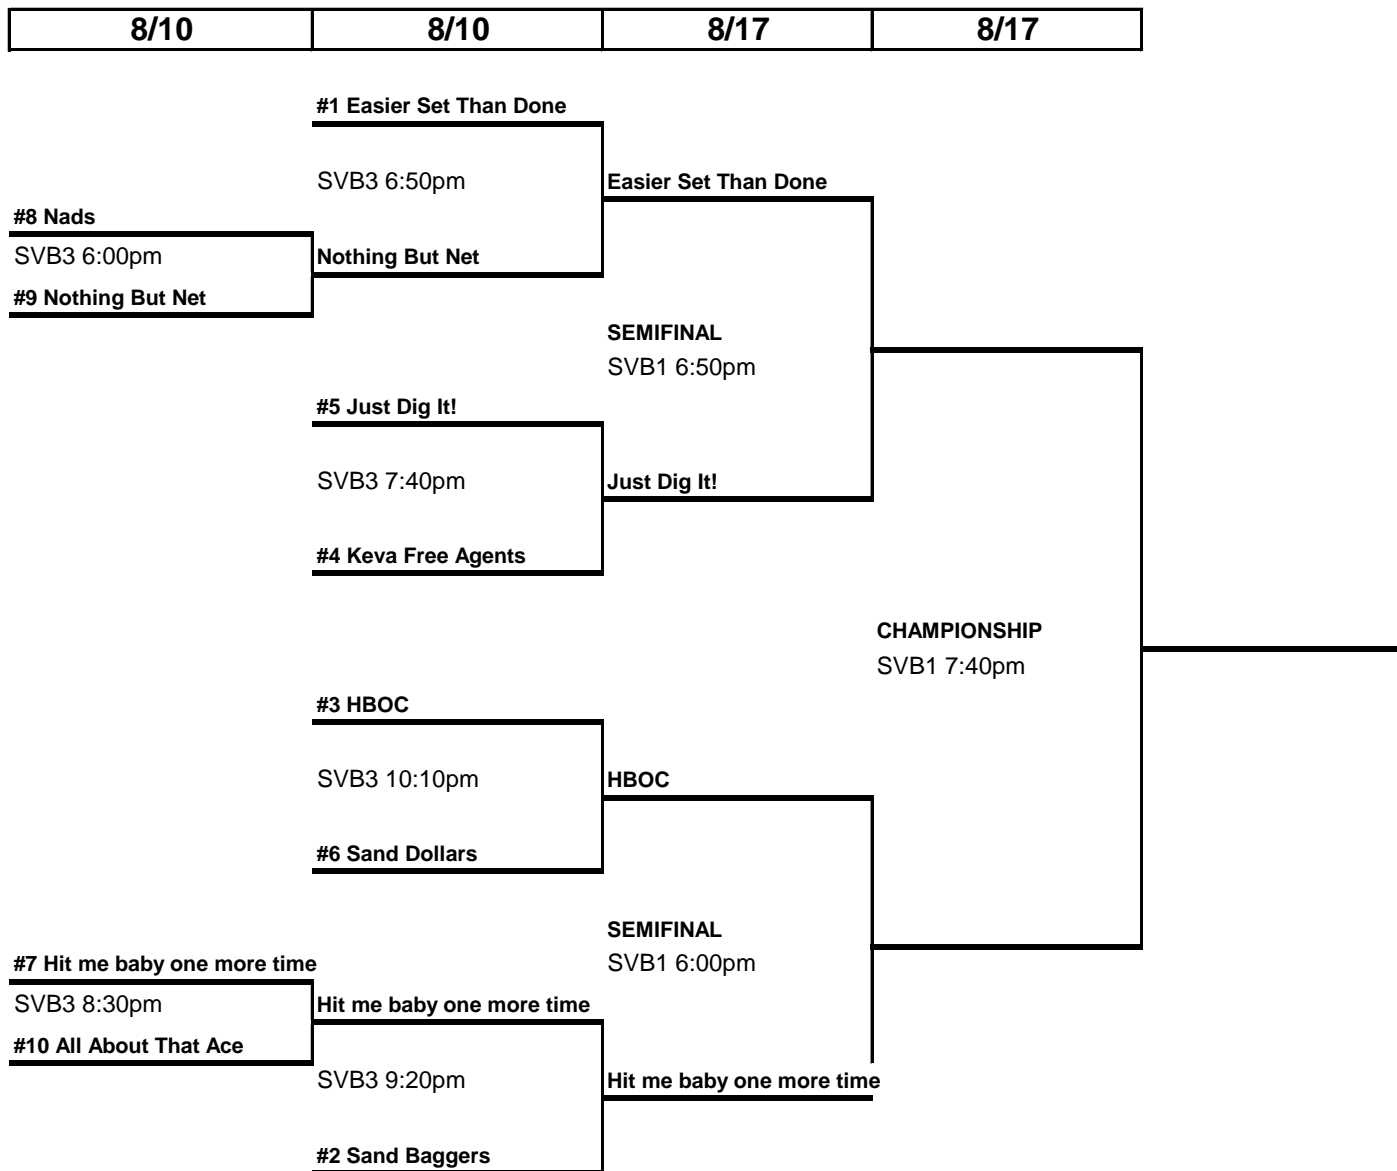 8/10 8/10 8/17 8/17
#1 Easier Set Than Done
SVB3 6:50pm Easier Set Than Done
#8 Nads
SVB3 6:00pm Nothing But Net
#9 Nothing But Net
SEMIFINAL
SVB1 6:50pm
#5 Just Dig It!
SVB3 7:40pm Just Dig It!
#4 Keva Free Agents
CHAMPIONSHIP
SVB1 7:40pm
#3 HBOC
SVB3 10:10pm HBOC
#6 Sand Dollars
SEMIFINAL
#7 Hit me baby one more time SVB1 6:00pm
SVB3 8:30pm Hit me baby one more time
#10 All About That Ace
SVB3 9:20pm Hit me baby one more time
#2 Sand Baggers